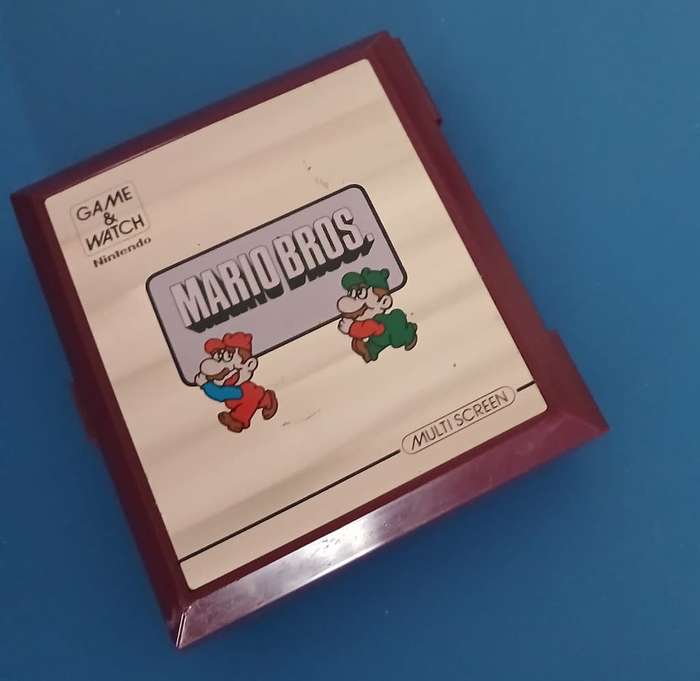 GAME
&
WATCH
Nintendo
MARIO BROS.
MULTI SCREEN